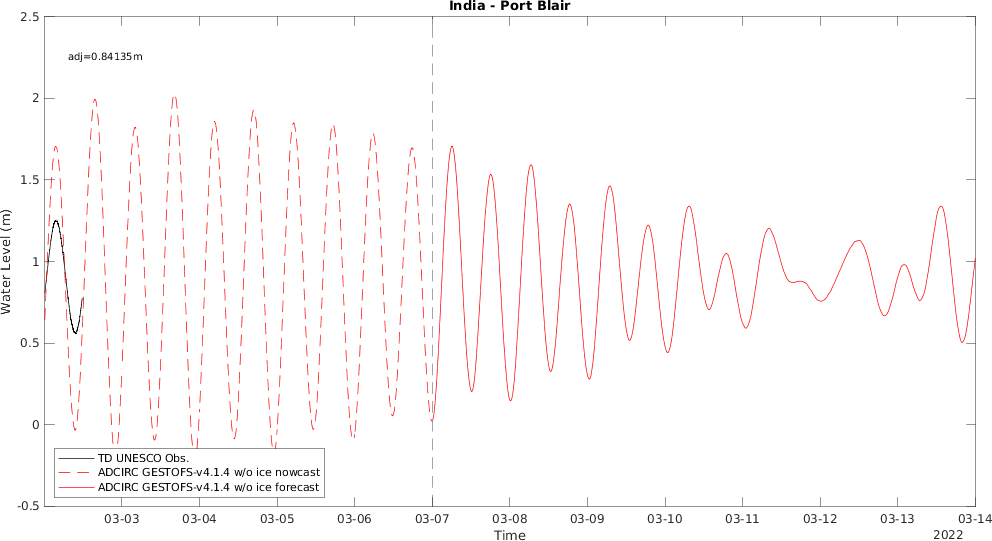 India - Port Blair
adj=0.84135m
2.5
2
1.5
1
0.5
0
-0.5
Water Level (m)
TD UNESCO Obs.
ADCIRC GESTOFS-v4.1.4 w/o ice nowcast
ADCIRC GESTOFS-v4.1.4 w/o ice forecast
03-03 03-04 03-05 03-06 03-07 03-08 03-09 03-10 03-11 03-12 03-13 03-14
Time
2022